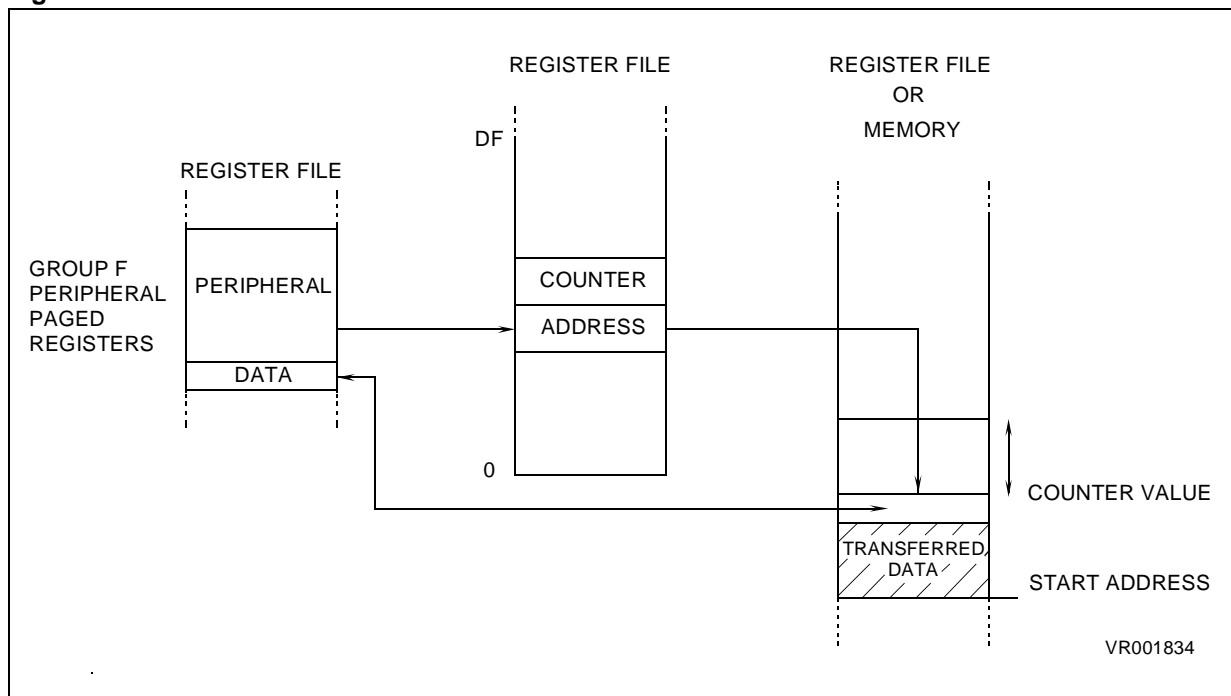 REGISTER FILE
REGISTER FILE
OR
MEMORY
DF
REGISTER FILE
GROUP F
PERIPHERAL
PAGED
REGISTERS
PERIPHERAL
COUNTER
ADDRESS
DATA
0
COUNTER VALUE
TRANSFERRED
DATA
START ADDRESS
VR001834